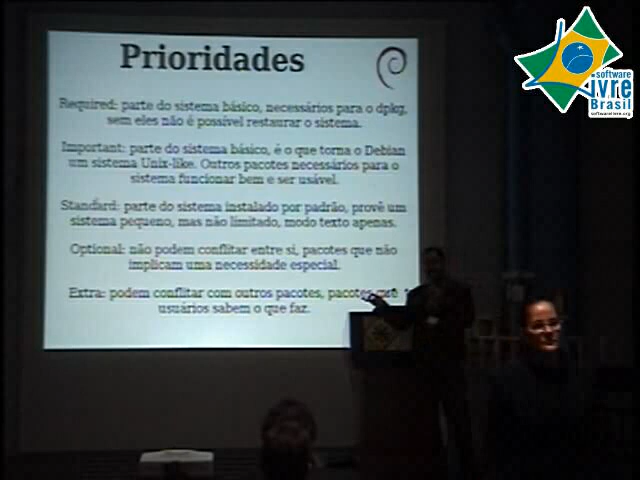 Prioridades
Required: parte do sistema básico, necessários para o dpkg,
sem eles não é possível restaurar o sistema.
Important: parte do sistema básico, é o que torna o Debian
um sistema Unix-like. Outros pacotes necessários para o
sistema funcionar bem e ser usável.
Standard: parte do sistema instalado por padrão, provê um
sistema pequeno, mas não limitado, modo texto apenas.
Optional: não podem conflitar entre si, pacotes que não
implicam uma necessidade especial.
Extra: podem conflitar com outros pacotes, pacotes que
usuários sabem o que faz.
software
livre
Brasil
softwarelivre.org